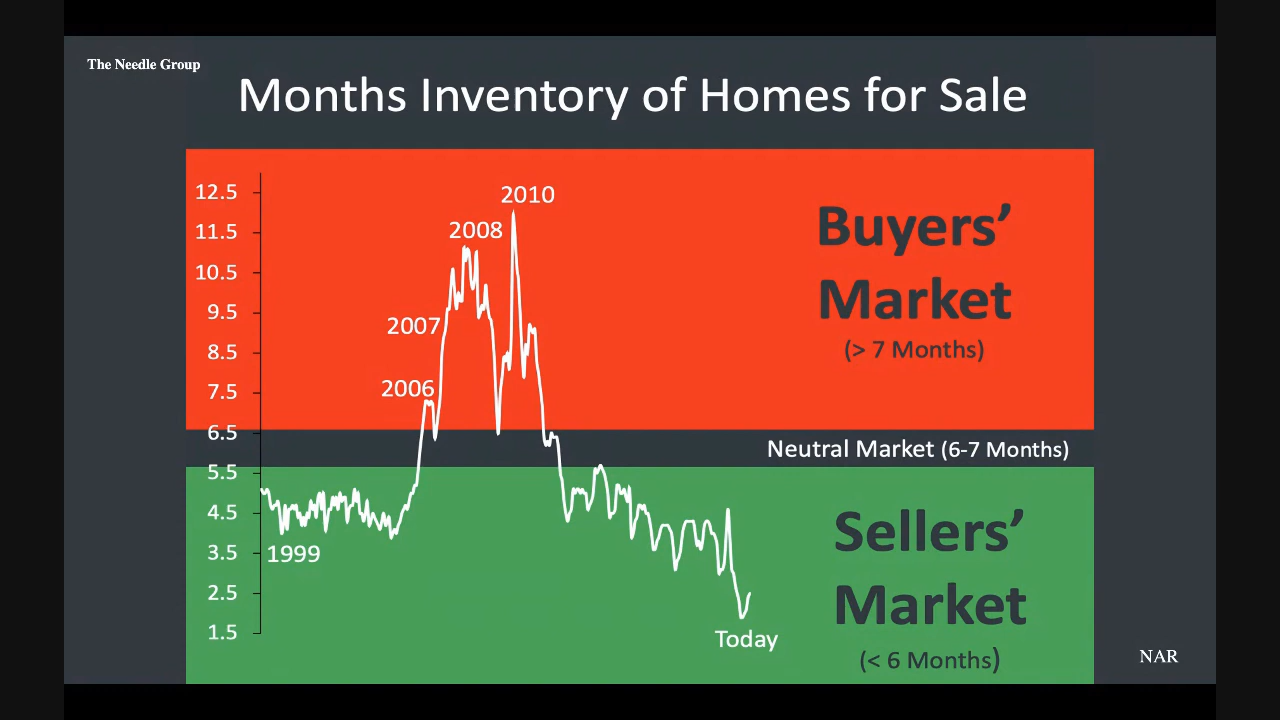 The Needle Group
Months Inventory of Homes for Sale
12.5
11.5
10.5
9.5
8.5
7.5
6.5
5.5
4.5
3.5
2.5
1.5
2010
2008
2007
2006
1999
Today
Buyers’
Market
(> 7 Months)
Neutral Market (6-7 Months)
Sellers’
Market
(< 6 Months)
NAR